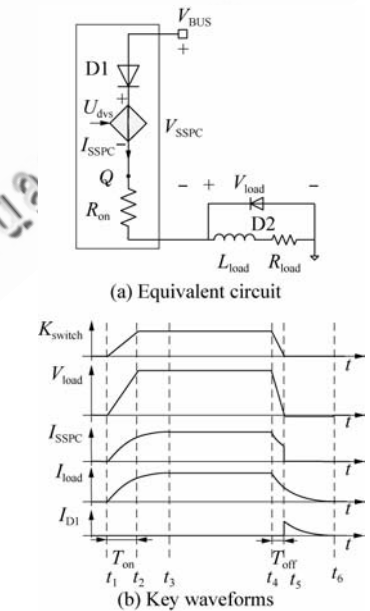 V_BUS
+
D1
+
U_dvs
V_SSPC
I_SSPC
−
Q
− + V_load −
R_on
D2
L_load R_load
(a) Equivalent circuit
K_switch
t
V_load
t
I_SSPC
t
I_load
t
I_D1
T_on T_off t
t_1 t_2 t_3 t_4 t_5 t_6
(b) Key waveforms